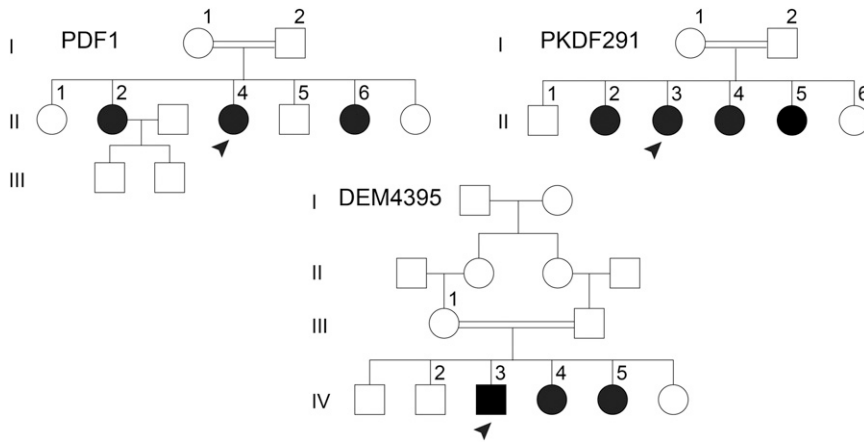 1 2
I PDF1
1 2 4 5 6
II
III
1 2
I PKDF291
1 2 3 4 5 6
II
I DEM4395
II
1
III
2 3 4 5
IV